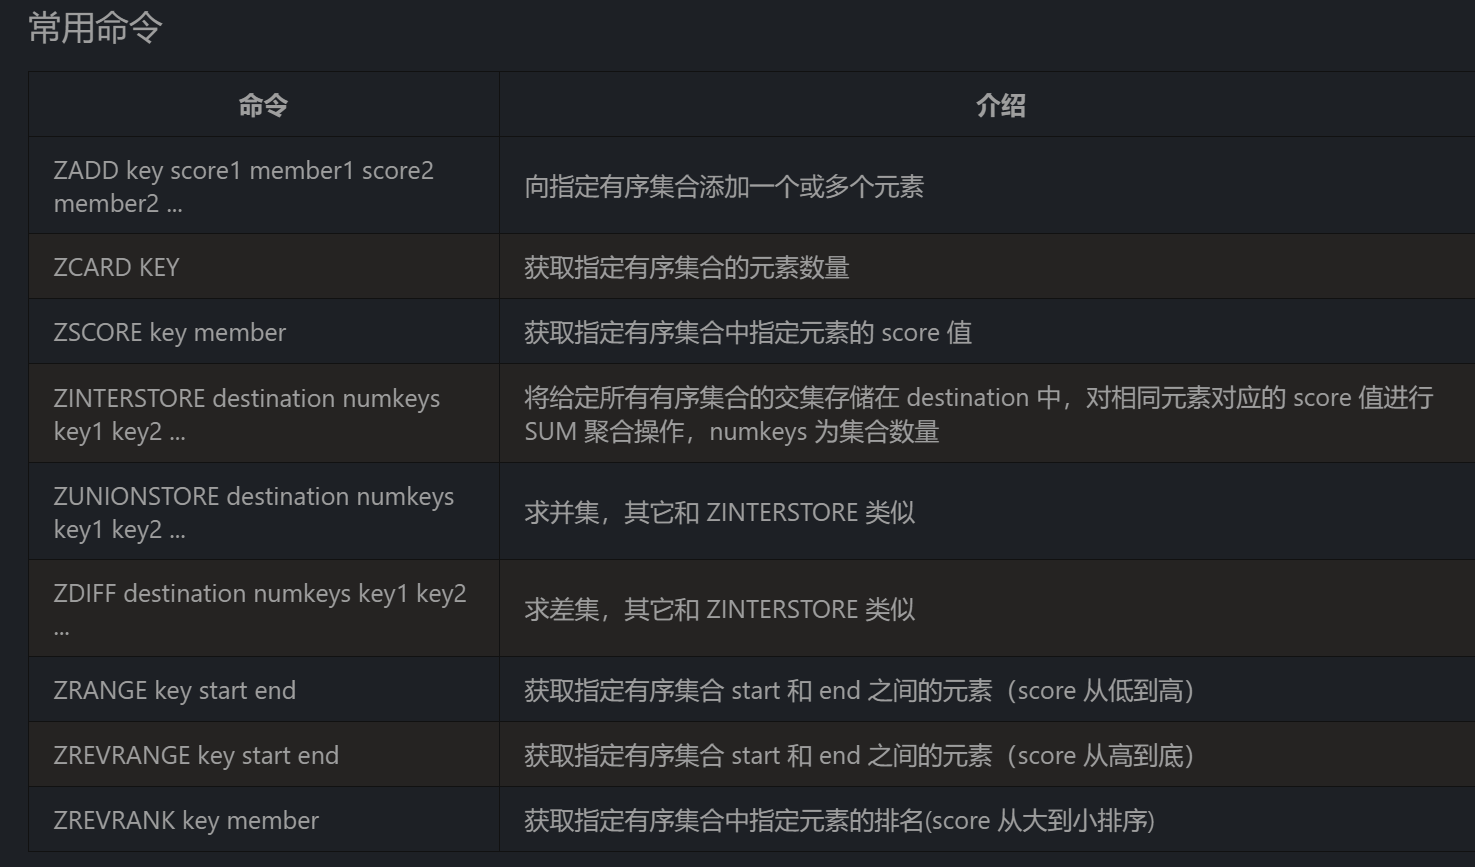 常用命令
命令
介绍
ZADD key score1 member1 score2
member2 ...
向指定有序集合添加一个或多个元素
ZCARD KEY
获取指定有序集合的元素数量
ZSCORE key member
获取指定有序集合中指定元素的 score 值
ZINTERSTORE destination numkeys
key1 key2 ...
将给定所有有序集合的交集存储在 destination 中，对相同元素对应的 score 值进行
SUM 聚合操作，numkeys 为集合数量
ZUNIONSTORE destination numkeys
key1 key2 ...
求并集，其它和 ZINTERSTORE 类似
ZDIFF destination numkeys key1 key2
...
求差集，其它和 ZINTERSTORE 类似
ZRANGE key start end
获取指定有序集合 start 和 end 之间的元素（score 从低到高）
ZREVRANGE key start end
获取指定有序集合 start 和 end 之间的元素（score 从高到底）
ZREVRANK key member
获取指定有序集合中指定元素的排名(score 从大到小排序)